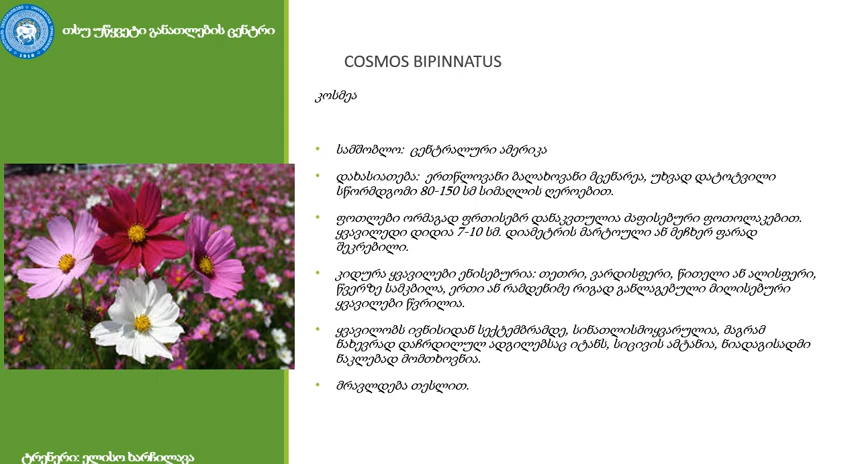 თსუ უწყვეტი განათლების ცენტრი
COSMOS BIPINNATUS
კოსმეა
• სამშობლო: ცენტრალური ამერიკა
• დახასიათება: ერთწლოვანი ბალახოვანი მცენარეა, უხვად დატოტვილი
სწორმდგომი 80-150 სმ სიმაღლის ღეროებით.
• ფოთლები ორმაგად ფრთისებრ დანაკვთულია ძაფისებური ფოთოლაკებით.
ყვავილედი დიდია 7-10 სმ. დიამეტრის მარტოული ან მეჩხერ ფარად
შეკრებილი.
• კიდურა ყვავილები ენისებურია: თეთრი, ვარდისფერი, წითელი ან ალისფერი,
წვერზე სამკბილა, ერთი ან რამდენიმე რიგად განლაგებული მილისებური
ყვავილები წვრილია.
• ყვავილობს ივნისიდან სექტემბრამდე, სინათლისმოყვარულია, მაგრამ
ნახევრად დაჩრდილულ ადგილებსაც იტანს, სიცივის ამტანია, ნიადაგისადმი
ნაკლებად მომთხოვნია.
• მრავლდება თესლით.
ტრენერი: ელისო ხარჩილავა